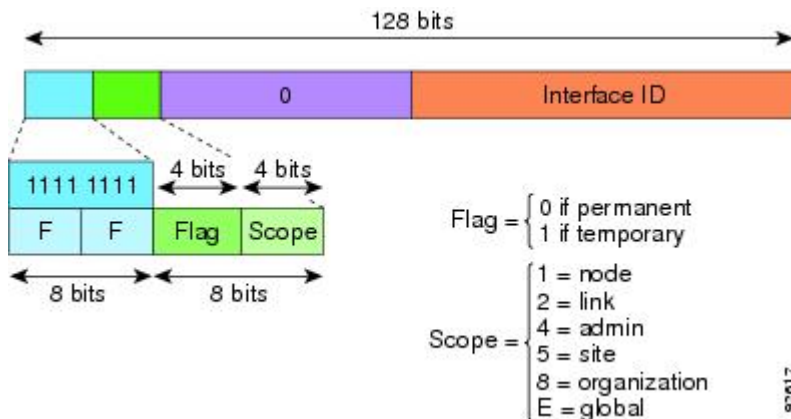 128 bits
0 Interface ID
4 bits 4 bits
1111 1111
F F Flag Scope
8 bits 8 bits
Flag = 0 if permanent
1 if temporary
Scope = 1 = node
2 = link
4 = admin
5 = site
8 = organization
E = global